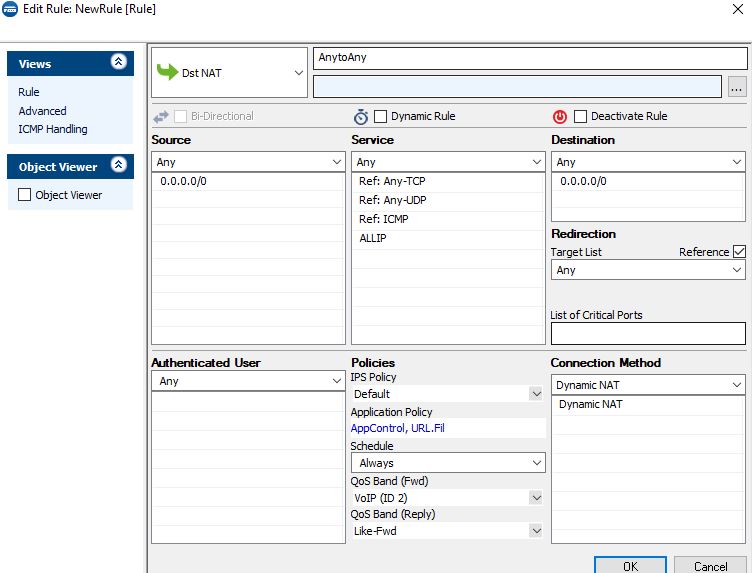 Edit Rule: NewRule [Rule]
Views
Rule
Advanced
ICMP Handling
Object Viewer
Object Viewer
Dst NAT
AnytoAny
...
Bi-Directional
Dynamic Rule
Deactivate Rule
Source
Any
0.0.0.0/0
Service
Any
Ref: Any-TCP
Ref: Any-UDP
Ref: ICMP
ALLIP
Destination
Any
0.0.0.0/0
Redirection
Target List Reference
Any
List of Critical Ports
Authenticated User
Any
Policies
IPS Policy
Default
Application Policy
AppControl, URL.Fil
Schedule
Always
QoS Band (Fwd)
VoIP (ID 2)
QoS Band (Reply)
Like-Fwd
Connection Method
Dynamic NAT
Dynamic NAT
OK
Cancel